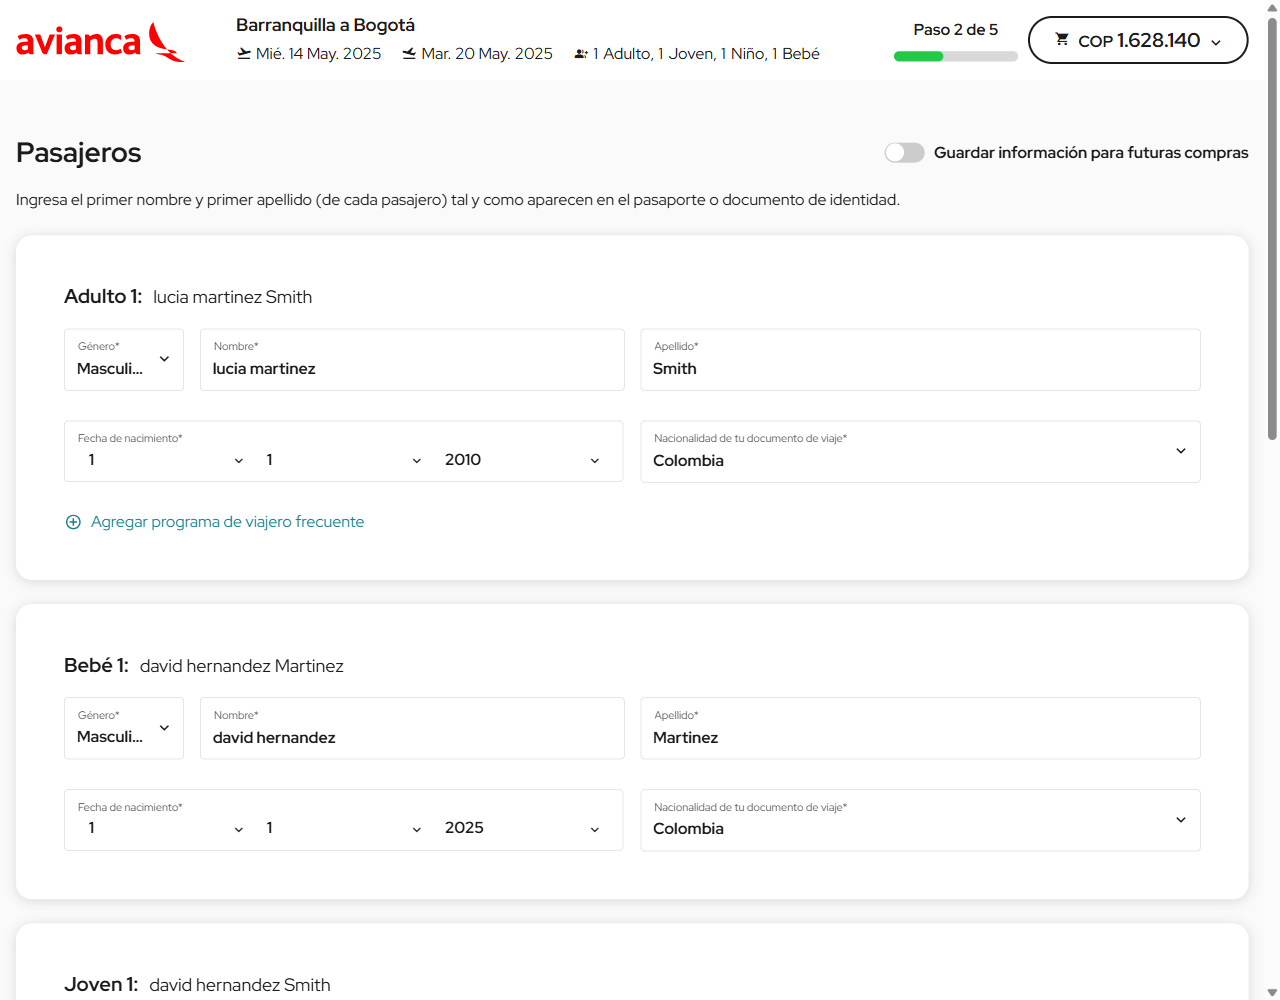 avianca
Barranquilla a Bogotá
Mié. 14 May. 2025 Mar. 20 May. 2025 1 Adulto, 1 Joven, 1 Niño, 1 Bebé
Paso 2 de 5
COP 1.628.140
Pasajeros
Guardar información para futuras compras
Ingresa el primer nombre y primer apellido (de cada pasajero) tal y como aparecen en el pasaporte o documento de identidad.
Adulto 1: lucia martinez Smith
Género* Nombre* Apellido*
Masculi... lucia martinez Smith
Fecha de nacimiento* Nacionalidad de tu documento de viaje*
1 1 2010 Colombia
Agregar programa de viajero frecuente
Bebé 1: david hernandez Martinez
Género* Nombre* Apellido*
Masculi... david hernandez Martinez
Fecha de nacimiento* Nacionalidad de tu documento de viaje*
1 1 2025 Colombia
Joven 1: david hernandez Smith